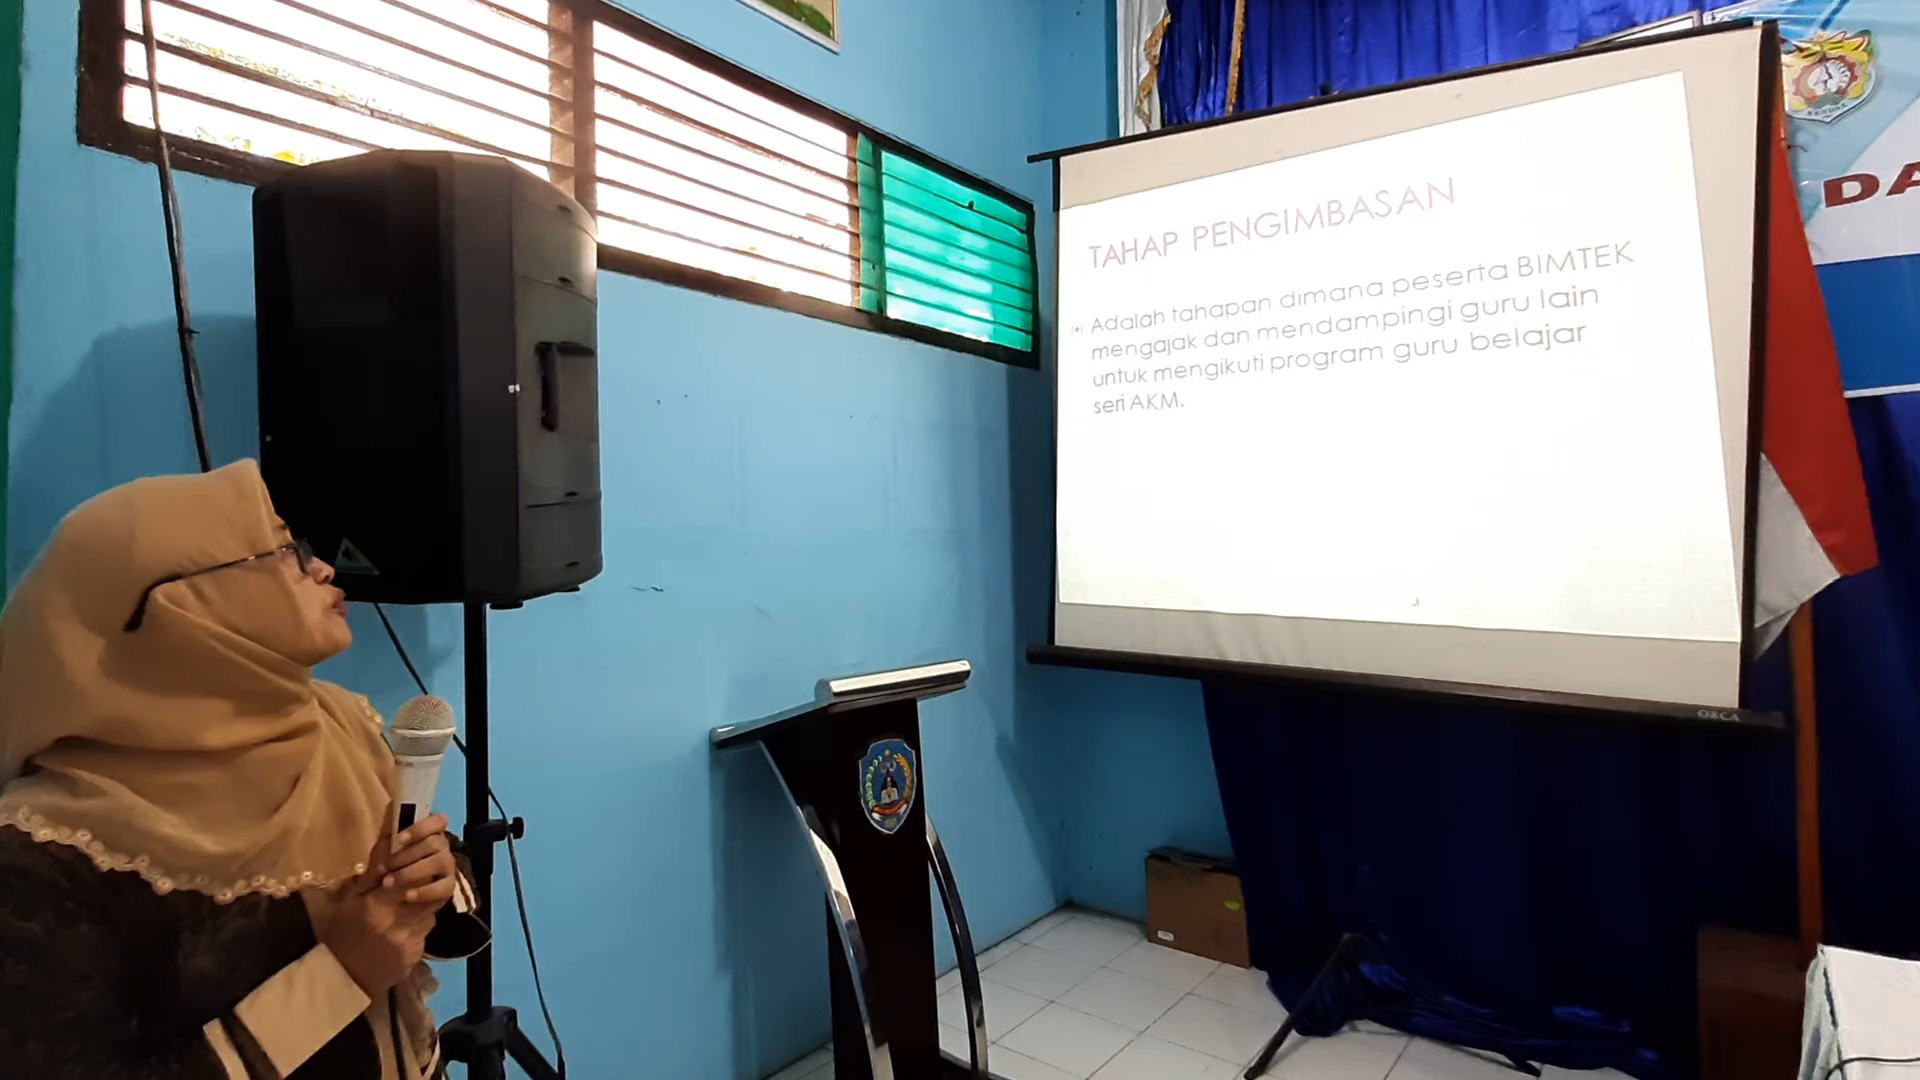 TAHAP PENGIMBASAN
Adalah tahapan dimana peserta BIMTEK
mengajak dan mendampingi guru lain
untuk mengikuti program guru belajar
seri AKM.
DA